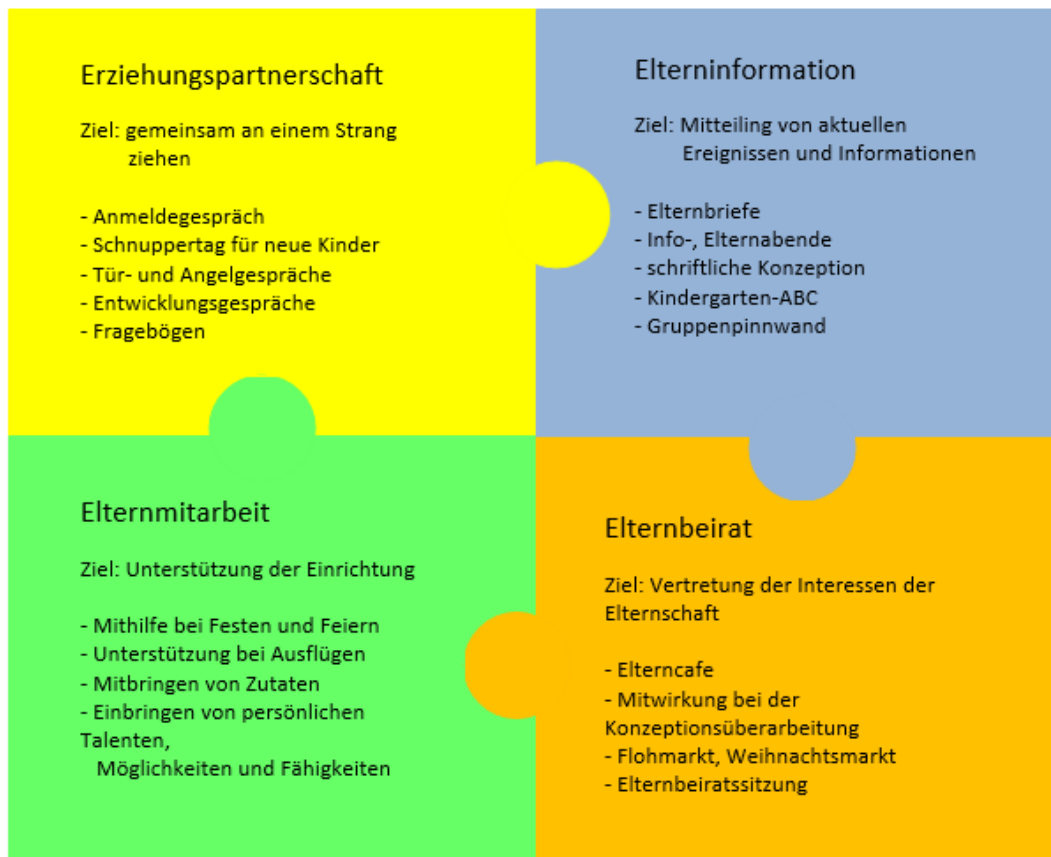 Erziehungspartnerschaft
Ziel: gemeinsam an einem Strang
ziehen
- Anmeldegespräch
- Schnuppertag für neue Kinder
- Tür- und Angelgespräche
- Entwicklungsgespräche
- Fragebögen
Elterninformation
Ziel: Mitteiling von aktuellen
Ereignissen und Informationen
- Elternbriefe
- Info-, Elternabende
- schriftliche Konzeption
- Kindergarten-ABC
- Gruppenpinnwand
Elternmitarbeit
Ziel: Unterstützung der Einrichtung
- Mithilfe bei Festen und Feiern
- Unterstützung bei Ausflügen
- Mitbringen von Zutaten
- Einbringen von persönlichen
Talenten,
Möglichkeiten und Fähigkeiten
Elternbeirat
Ziel: Vertretung der Interessen der
Elternschaft
- Elterncafe
- Mitwirkung bei der
Konzeptionsüberarbeitung
- Flohmarkt, Weihnachtsmarkt
- Elternbeiratssitzung